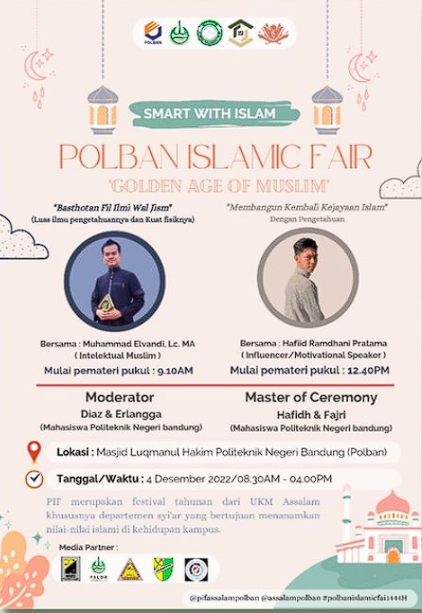 POLBAN
SMART WITH ISLAM
POLBAN ISLAMIC FAIR
'GOLDEN AGE OF MUSLIM'
"Basthotan Fil Ilmi Wal Jism"
(Luas ilmu pengetahuannya dan Kuat fisiknya)
"Membangun Kembali Kejayaan Islam"
Dengan Pengetahuan
Bersama : Muhammad Elvandi, Lc. MA
( Intelektual Muslim )
Mulai pemateri pukul : 9.10AM
Bersama : Hafiid Ramdhani Pratama
( Influencer/Motivational Speaker )
Mulai pemateri pukul : 12.40PM
Moderator
Diaz & Erlangga
(Mahasiswa Politeknik Negeri bandung)
Master of Ceremony
Hafidh & Fajri
(Mahasiswa Politeknik Negeri bandung)
Lokasi : Masjid Luqmanul Hakim Politeknik Negeri Bandung (Polban)
Tanggal/Waktu : 4 Desember 2022/08.30AM - 04.00PM
PIF merupakan festival tahunan dari UKM Assalam
khususnya departemen syi'ar yang bertujuan menanamkan
nilai-nilai islami di kehidupan kampus.
Media Partner :
@pifassalampolban @assalampolban #polbanislamicfai1444H